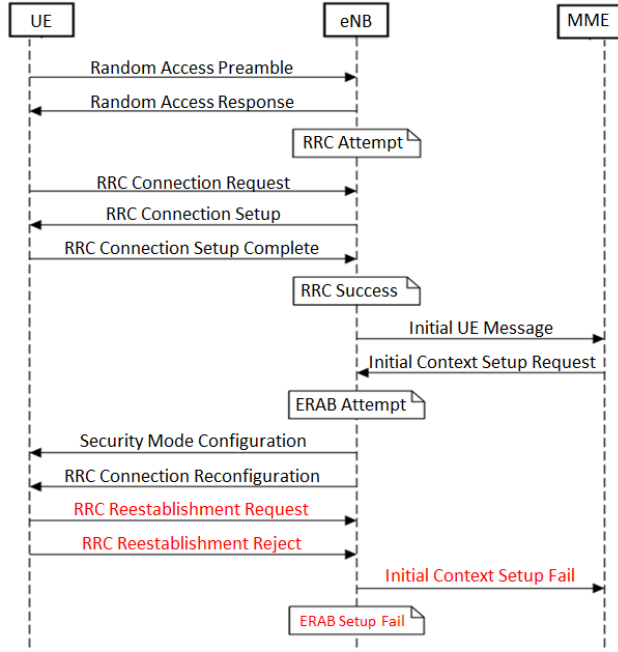 UE eNB MME
Random Access Preamble
Random Access Response
RRC Attempt
RRC Connection Request
RRC Connection Setup
RRC Connection Setup Complete
RRC Success
Initial UE Message
Initial Context Setup Request
ERAB Attempt
Security Mode Configuration
RRC Connection Reconfiguration
RRC Reestablishment Request
RRC Reestablishment Reject
Initial Context Setup Fail
ERAB Setup Fail